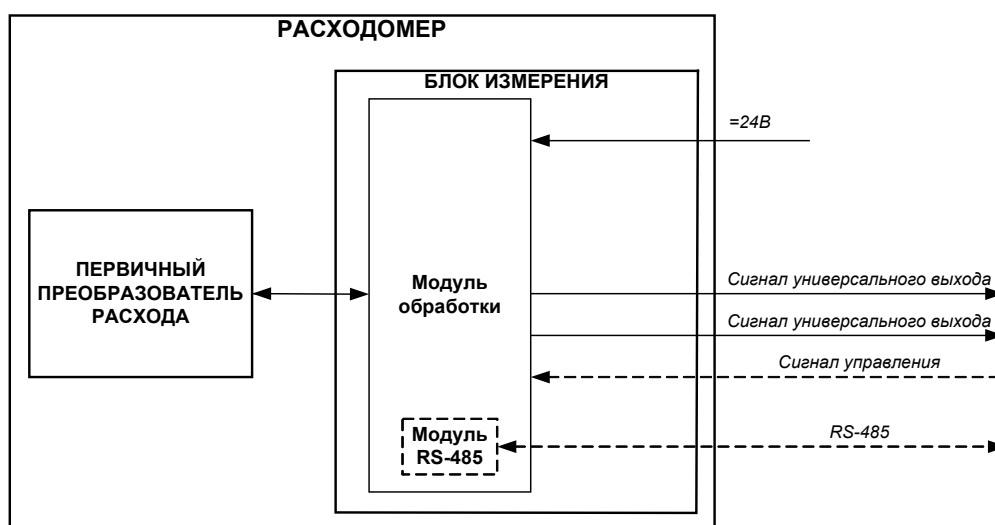 РАСХОДОМЕР
БЛОК ИЗМЕРЕНИЯ
=24В
ПЕРВИЧНЫЙ
ПРЕОБРАЗОВАТЕЛЬ
РАСХОДА
Модуль
обработки
Сигнал универсального выхода
Сигнал универсального выхода
Сигнал управления
Модуль
RS-485
RS-485